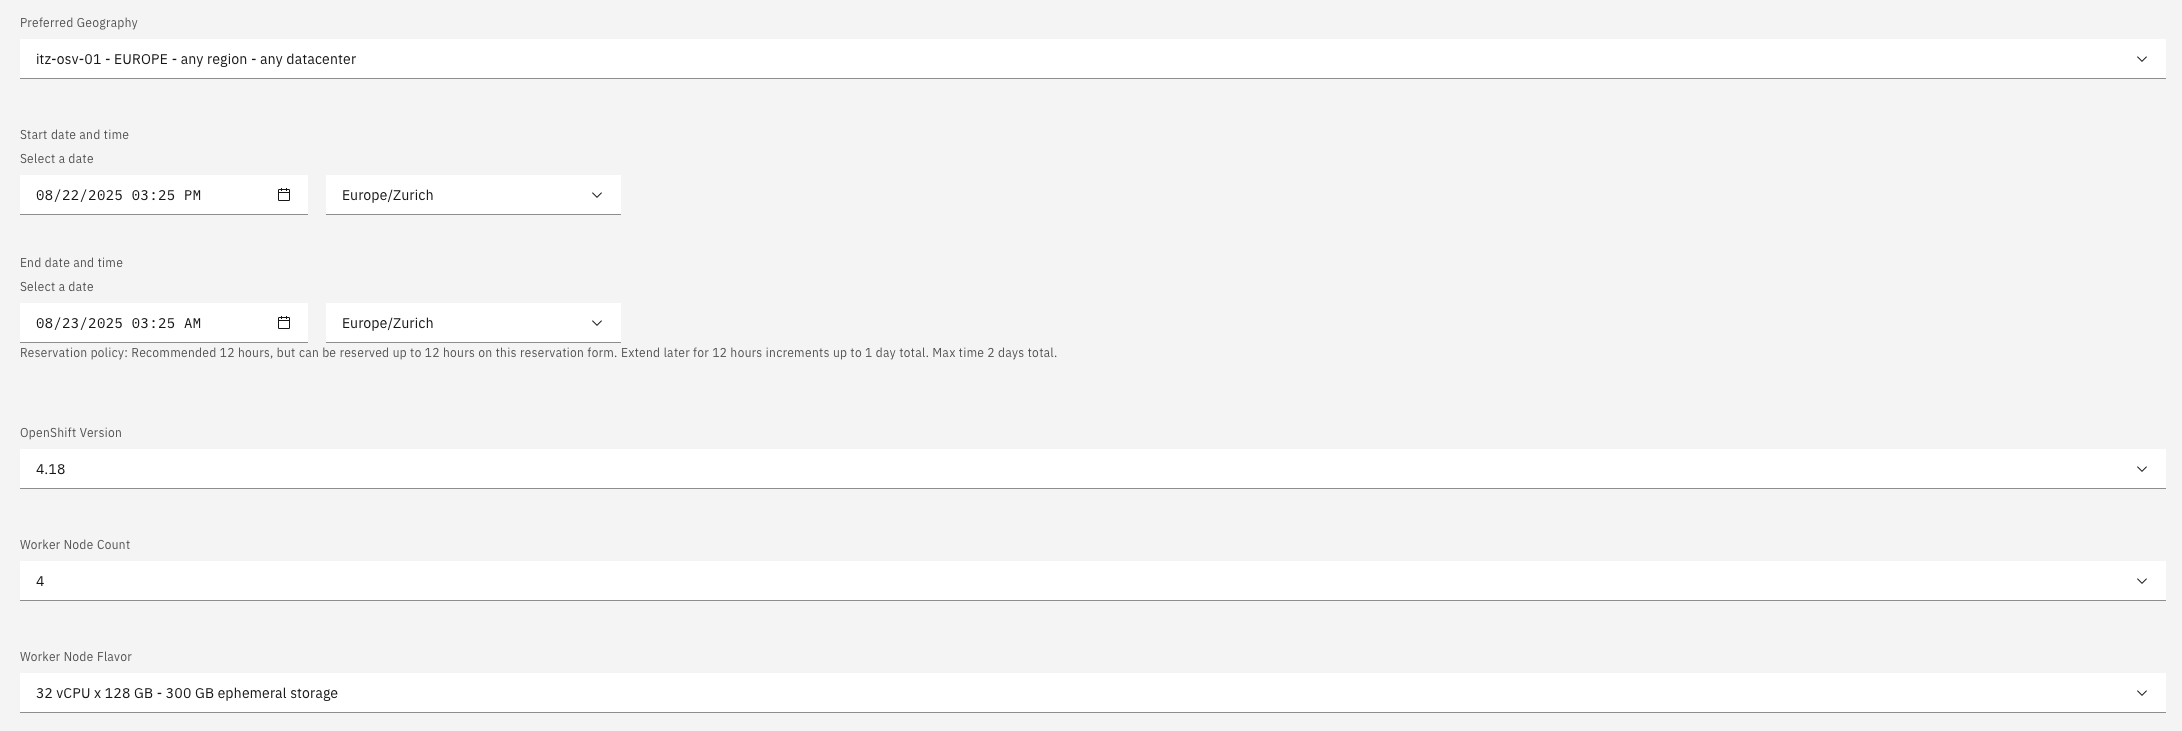 Preferred Geography
itz-osv-01 - EUROPE - any region - any datacenter
Start date and time
Select a date
08/22/2025 03:25 PM
Europe/Zurich
End date and time
Select a date
08/23/2025 03:25 AM
Europe/Zurich
Reservation policy: Recommended 12 hours, but can be reserved up to 12 hours on this reservation form. Extend later for 12 hours increments up to 1 day total. Max time 2 days total.
OpenShift Version
4.18
Worker Node Count
4
Worker Node Flavor
32 vCPU x 128 GB - 300 GB ephemeral storage